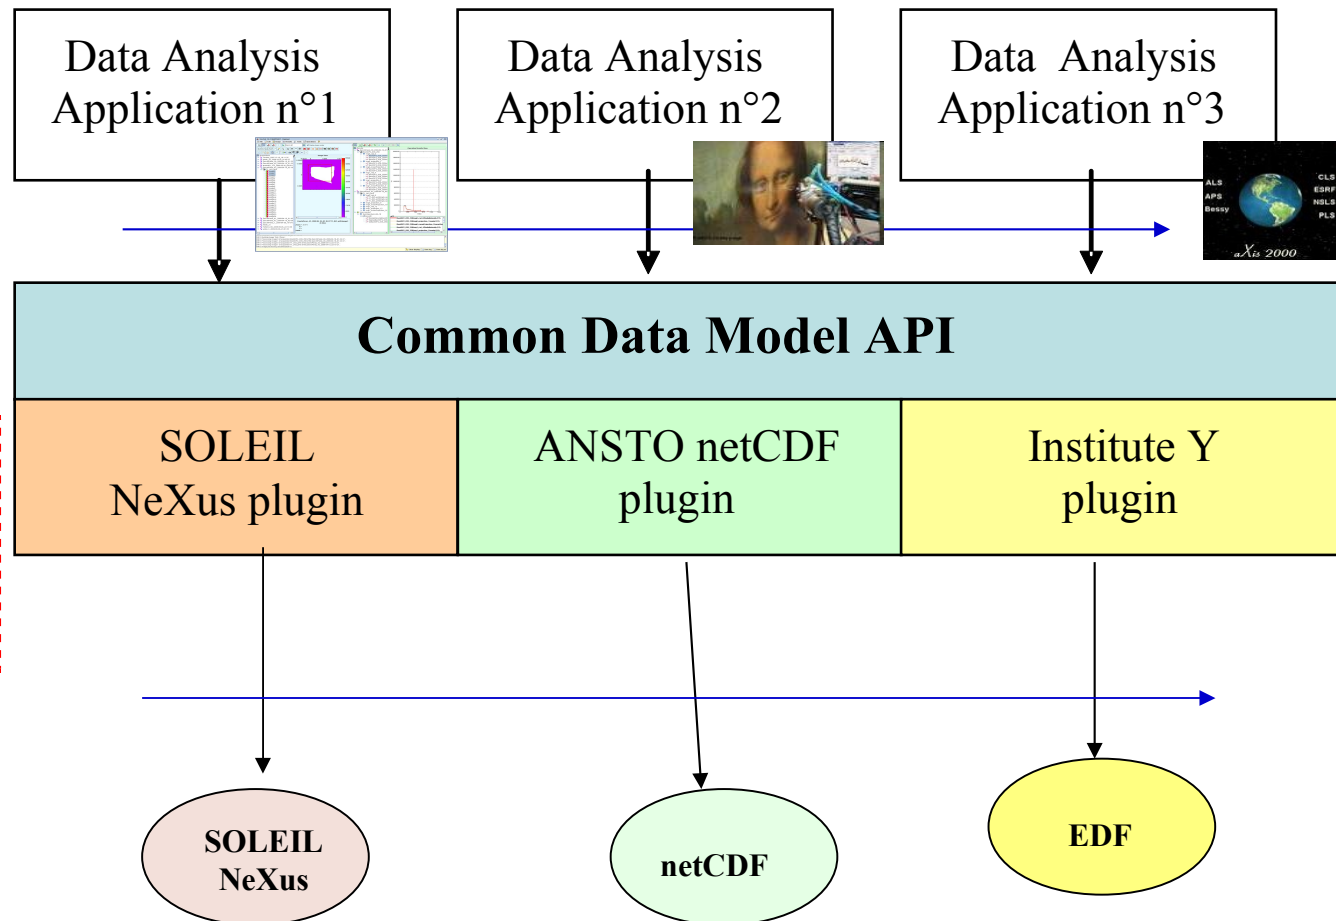 Data Analysis
Application n°1
Data Analysis
Application n°2
Data Analysis
Application n°3
ALS
APS
Bessy
CLS
ESRF
NSLS
PLS
aXis 2000
Common Data Model API
SOLEIL
NeXus plugin
ANSTO netCDF
plugin
Institute Y
plugin
SOLEIL
NeXus
netCDF
EDF